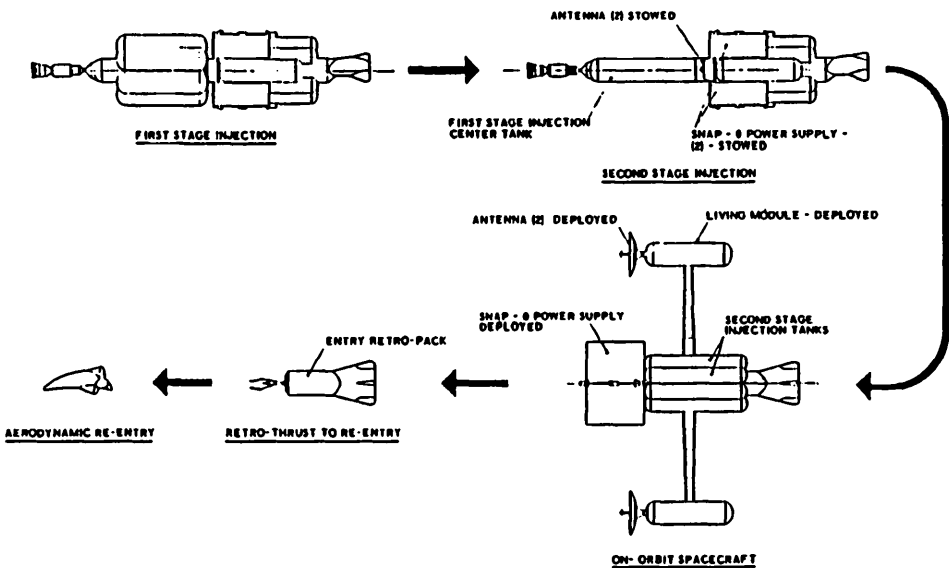 ANTENNA (2) STOWED
FIRST STAGE INJECTION
FIRST STAGE INJECTION
CENTER TANK
SNAP - 8 POWER SUPPLY -
(2) - STOWED
SECOND STAGE INJECTION
ANTENNA (2) DEPLOYED
LIVING MODULE - DEPLOYED
SNAP - 8 POWER SUPPLY
DEPLOYED
SECOND STAGE
INJECTION TANKS
ENTRY RETRO-PACK
AERODYNAMIC RE-ENTRY
RETRO-THRUST TO RE-ENTRY
ON-ORBIT SPACECRAFT